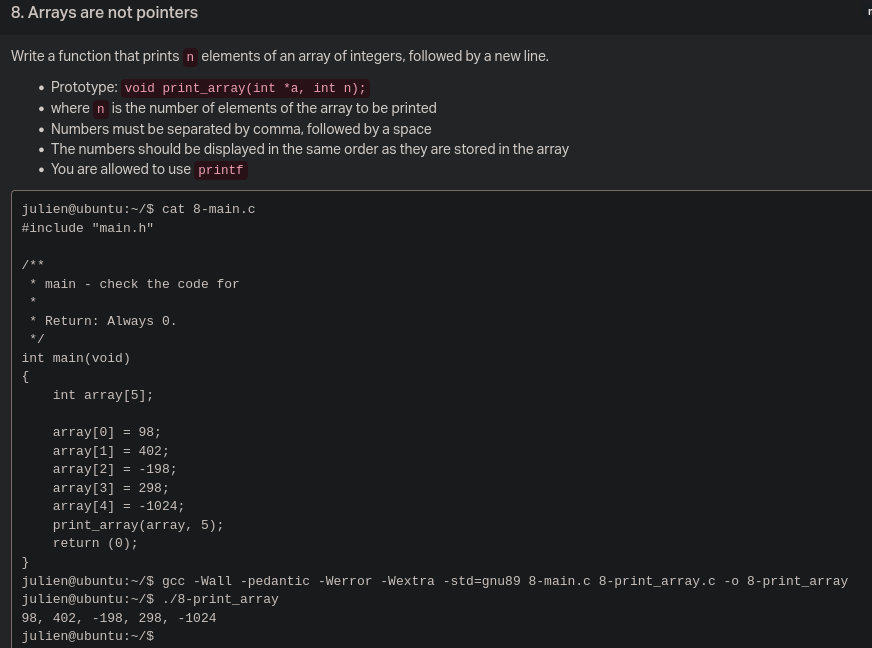 8. Arrays are not pointers
Write a function that prints n elements of an array of integers, followed by a new line.
• Prototype: void print_array(int *a, int n);
• where n is the number of elements of the array to be printed
• Numbers must be separated by comma, followed by a space
• The numbers should be displayed in the same order as they are stored in the array
• You are allowed to use printf
julien@ubuntu:~/$ cat 8-main.c
#include "main.h"

/**
 * main - check the code for
 *
 * Return: Always 0.
 */
int main(void)
{
    int array[5];

    array[0] = 98;
    array[1] = 402;
    array[2] = -198;
    array[3] = 298;
    array[4] = -1024;
    print_array(array, 5);
    return (0);
}
julien@ubuntu:~/$ gcc -Wall -pedantic -Werror -Wextra -std=gnu89 8-main.c 8-print_array.c -o 8-print_array
julien@ubuntu:~/$ ./8-print_array
98, 402, -198, 298, -1024
julien@ubuntu:~/$